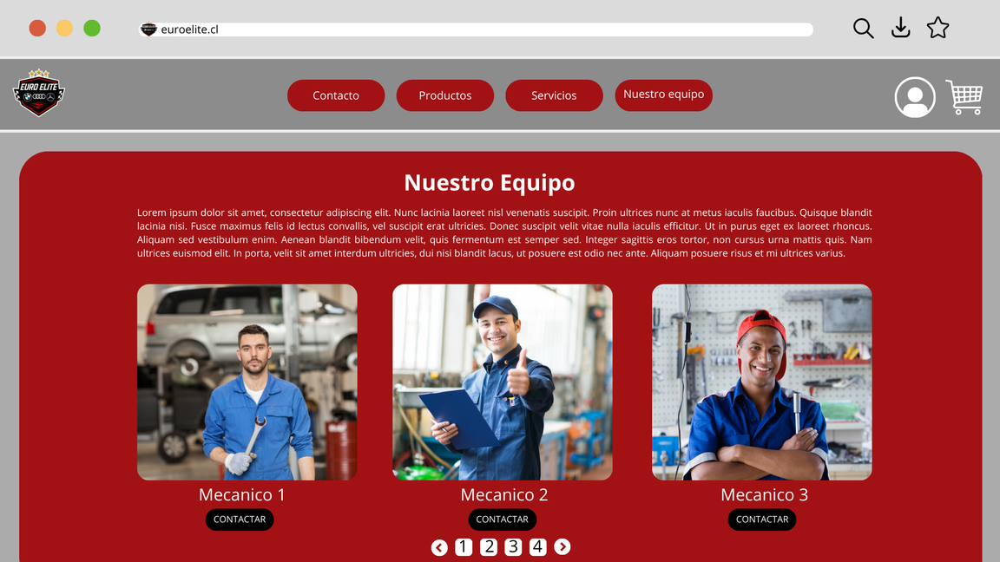 euroelite.cl
EURO ELITE
Contacto
Productos
Servicios
Nuestro equipo
Nuestro Equipo
Lorem ipsum dolor sit amet, consectetur adipiscing elit. Nunc lacinia laoreet nisl venenatis suscipit. Proin ultrices nunc at metus iaculis faucibus. Quisque blandit
lacinia nisi. Fusce maximus felis id lectus convallis, vel suscipit erat ultricies. Donec suscipit velit vitae nulla iaculis efficitur. Ut in purus eget ex laoreet rhoncus.
Aliquam sed vestibulum enim. Aenean blandit bibendum velit, quis fermentum est semper sed. Integer sagittis eros tortor, non cursus urna mattis quis. Nam
ultrices euismod elit. In porta, velit sit amet interdum ultricies, dui nisi blandit lacus, ut posuere est odio nec ante. Aliquam posuere risus et mi ultrices varius.
Mecanico 1
Mecanico 2
Mecanico 3
CONTACTAR
CONTACTAR
CONTACTAR
1 2 3 4